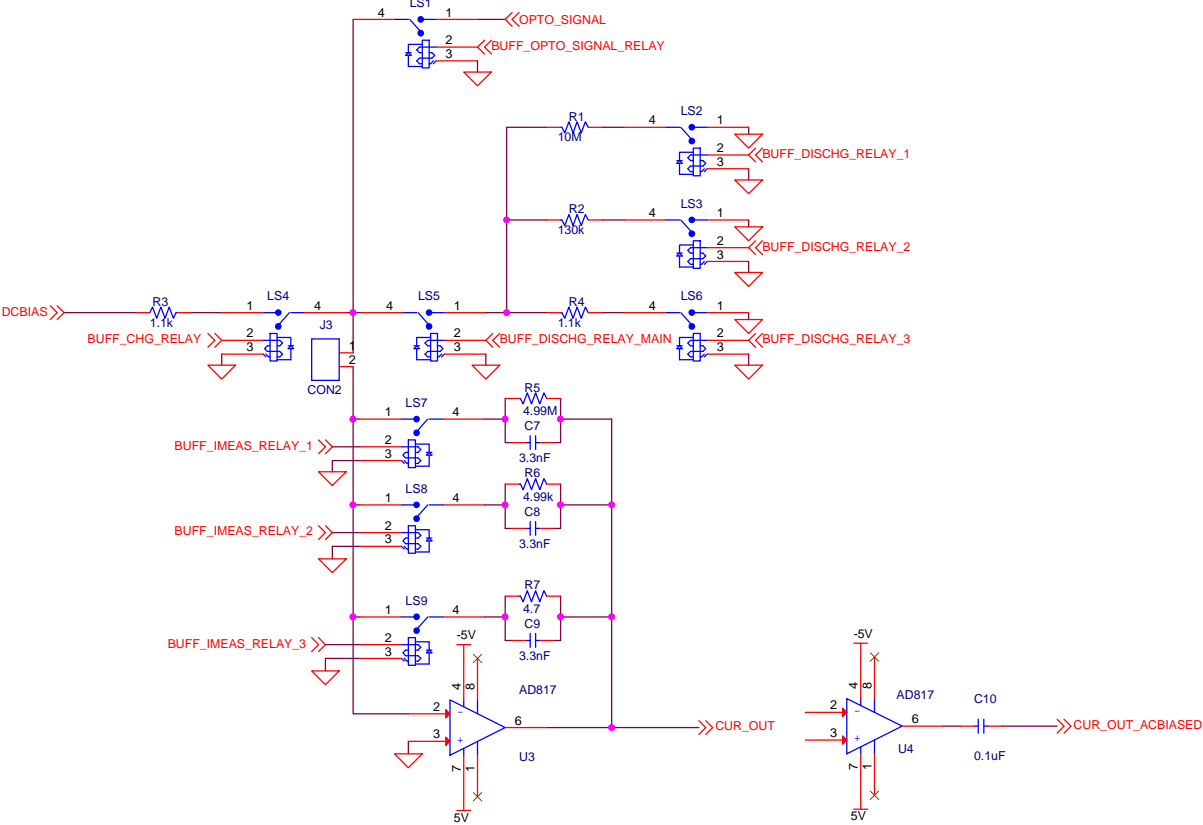 LS1
4 1 OPTO_SIGNAL
2 BUFF_OPTO_SIGNAL_RELAY
3
R1 LS2
10M 4 1
2 BUFF_DISCHG_RELAY_1
3
R2 LS3
130k 4 1
2 BUFF_DISCHG_RELAY_2
3
DCBIAS R3 1 LS4 4 4 LS5 1 R4 4 LS6 1
1.1k 1.1k
BUFF_CHG_RELAY 2 J3 2 BUFF_DISCHG_RELAY_MAIN 2 BUFF_DISCHG_RELAY_3
3 1 3 3
2
CON2
R5
LS7 4.99M
1 4 C7
BUFF_IMEAS_RELAY_1 2
3 3.3nF
R6
LS8 4.99k
1 4 C8
BUFF_IMEAS_RELAY_2 2
3 3.3nF
R7
LS9 4.7
1 4 C9
BUFF_IMEAS_RELAY_3 2
3 3.3nF
-5V -5V
4 8 AD817 4 8 AD817 C10
2 - 2 -
6 CUR_OUT 6 CUR_OUT_ACBIASED
3 + 3 +
U3 U4 0.1uF
7 1 7 1
5V 5V